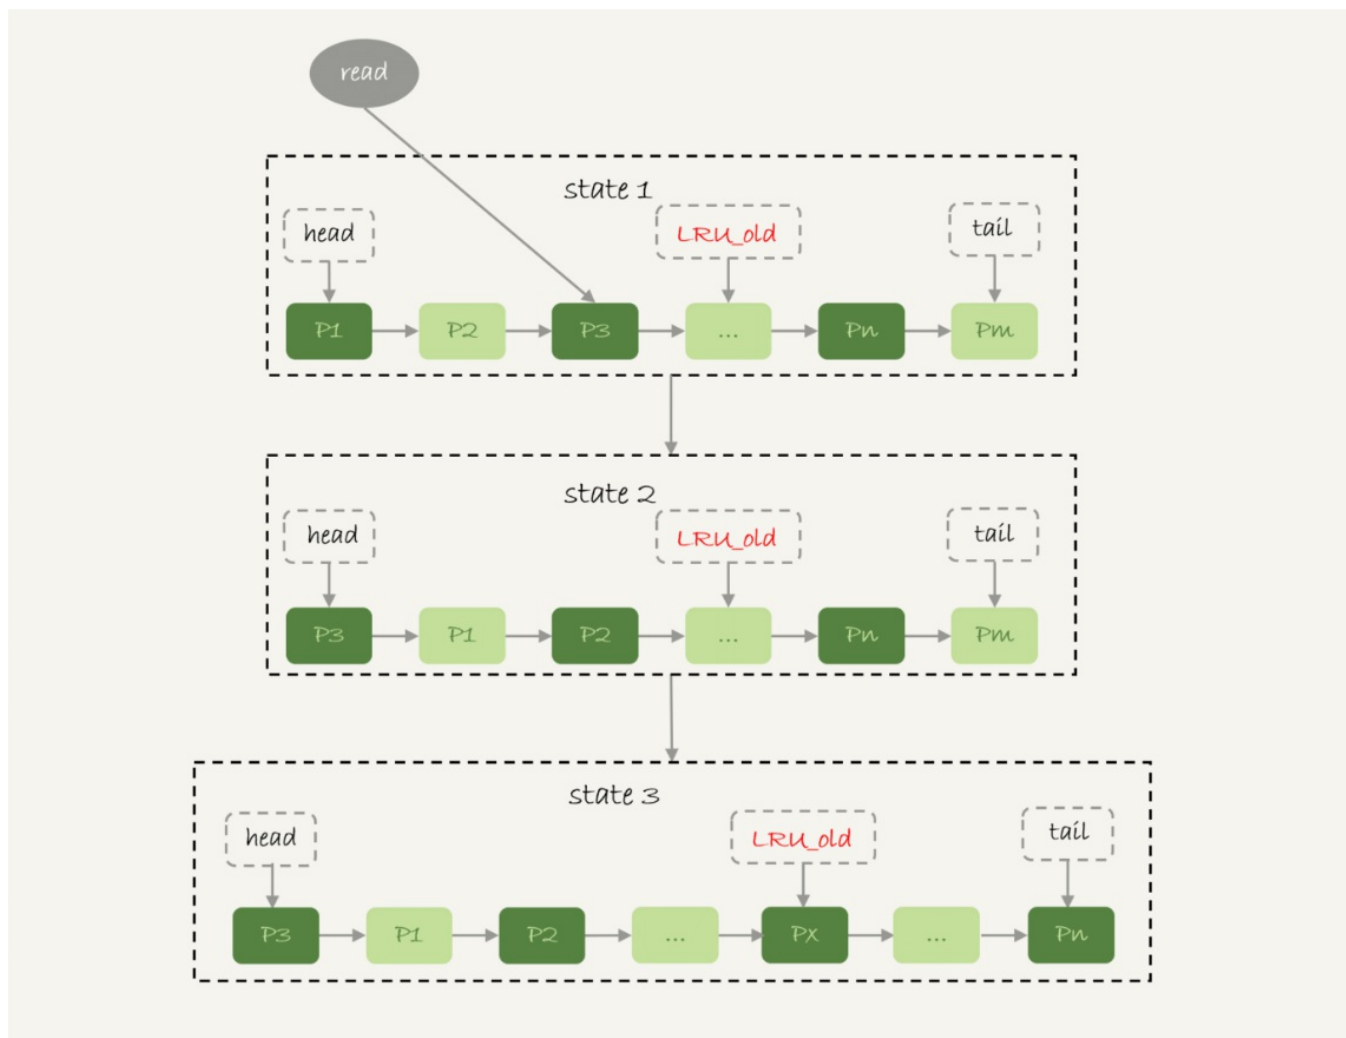 read
state 1
head
LRU_old
tail
P1 P2 P3 ... Pn Pm
state 2
head
LRU_old
tail
P3 P1 P2 ... Pn Pm
state 3
head
LRU_old
tail
P3 P1 P2 ... PX ... Pn